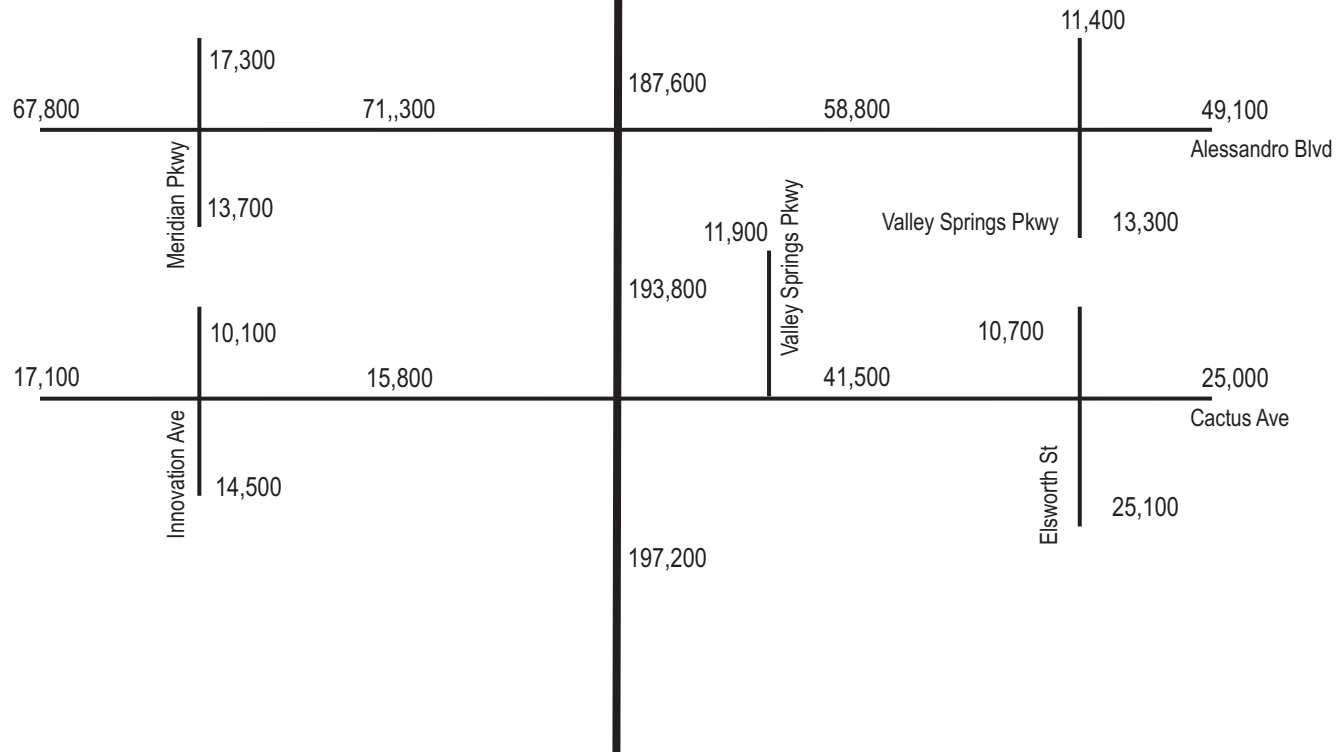 11,400
17,300
187,600
67,800
71,,300
58,800
49,100
Alessandro Blvd
Meridian Pkwy
13,700
Valley Springs Pkwy
11,900
Valley Springs Pkwy
13,300
193,800
10,100
10,700
17,100
15,800
41,500
25,000
Cactus Ave
Innovation Ave
14,500
Elsworth St
25,100
197,200